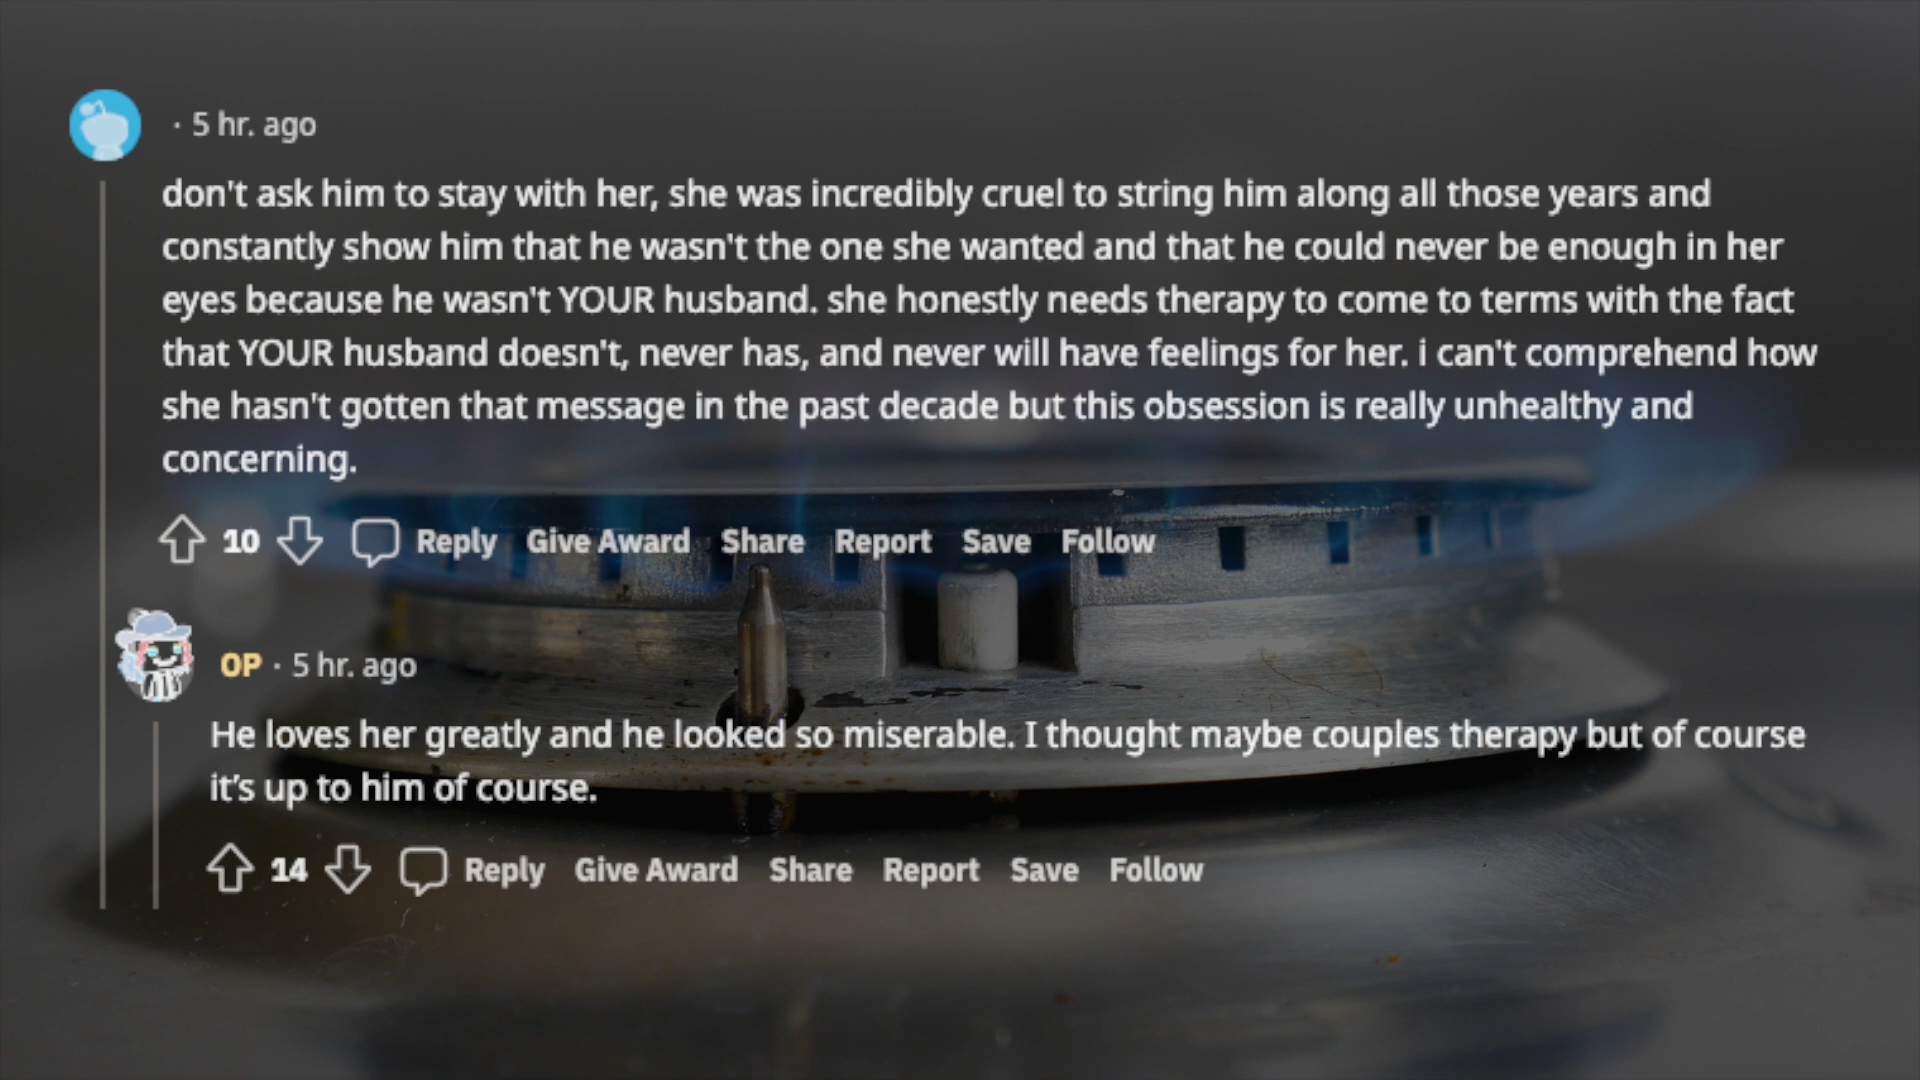 · 5 hr. ago
don't ask him to stay with her, she was incredibly cruel to string him along all those years and
constantly show him that he wasn't the one she wanted and that he could never be enough in her
eyes because he wasn't YOUR husband. she honestly needs therapy to come to terms with the fact
that YOUR husband doesn't, never has, and never will have feelings for her. i can't comprehend how
she hasn't gotten that message in the past decade but this obsession is really unhealthy and
concerning.
10 Reply Give Award Share Report Save Follow
OP · 5 hr. ago
He loves her greatly and he looked so miserable. I thought maybe couples therapy but of course
it’s up to him of course.
14 Reply Give Award Share Report Save Follow